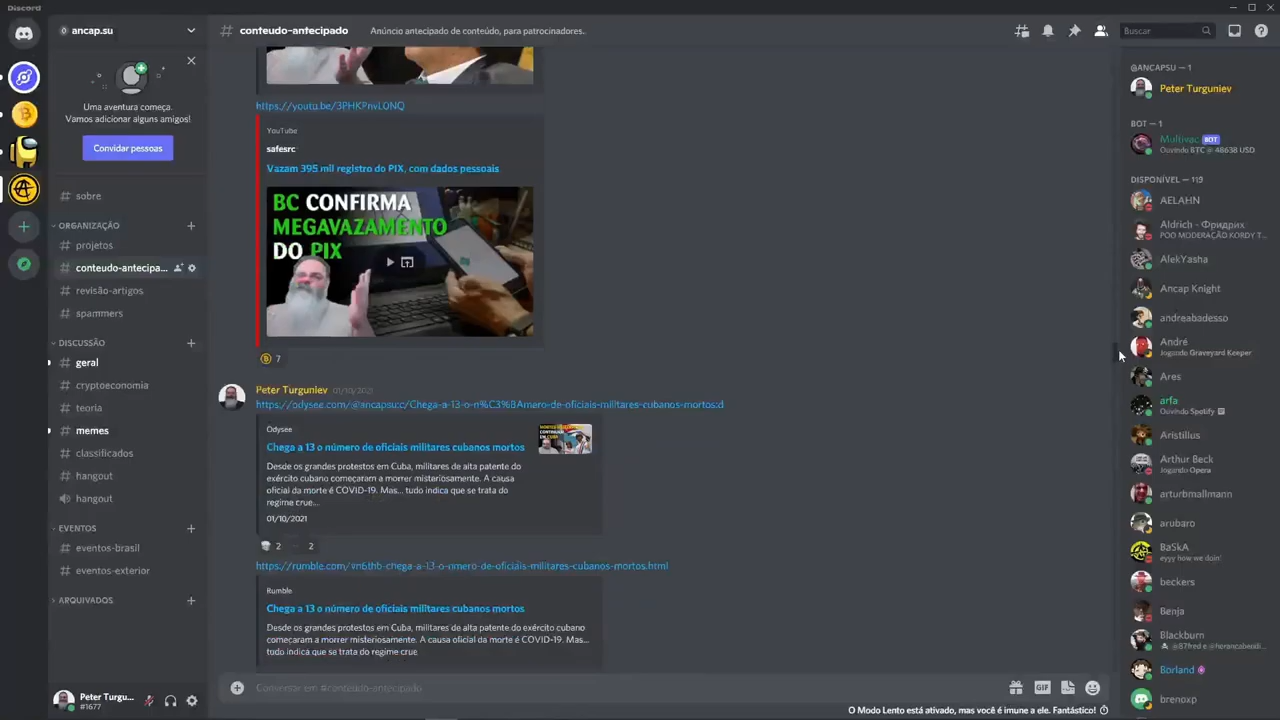 Discord
ancap.su
conteudo-antecipado
Anúncio antecipado de conteúdo, para patrocinadores.
Buscar
Uma aventura começa.
Vamos adicionar alguns amigos!
Convidar pessoas
sobre
ORGANIZAÇÃO
projetos
conteudo-antecipa...
revisão-artigos
spammers
DISCUSSÃO
geral
cryptoeconomia
teoria
memes
classificados
hangout
hangout
EVENTOS
eventos-brasil
eventos-exterior
ARQUIVADOS
Peter Turgu...
#1677
https://youtu.be/3PHKPnvL0NQ
YouTube
safesrc
Vazam 395 mil registro do PIX, com dados pessoais
BC CONFIRMA
MEGAVAZAMENTO
DO PIX
7
Peter Turguniev 01/10/2021
https://odysee.com/@ancapsu:c/Chega-a-13-o-n%C3%BAmero-de-oficiais-militares-cubanos-mortos:d
Odysee
Chega a 13 o número de oficiais militares cubanos mortos
Desde os grandes protestos em Cuba, militares de alta patente do
exército cubano começaram a morrer misteriosamente. A causa
oficial da morte é COVID-19. Mas... tudo indica que se trata do
regime crue...
01/10/2021
2
2
https://rumble.com/vn6thb-chega-a-13-o-nmero-de-oficiais-militares-cubanos-mortos.html
Rumble
Chega a 13 o número de oficiais militares cubanos mortos
Desde os grandes protestos em Cuba, militares de alta patente do exército cubano
começaram a morrer misteriosamente. A causa oficial da morte é COVID-19. Mas...
tudo indica que se trata do regime crue
Conversar em #conteudo-antecipado
GIF
O Modo Lento está ativado, mas você é imune a ele. Fantástico!
@ANCAPSU — 1
Peter Turguniev
BOT — 1
Multivac BOT
Ouvindo BTC @ 48638 USD
DISPONÍVEL — 119
AELAHN
Aldrich - Фридрих
POD MODERAÇÃO KORDY T...
AlekYasha
Ancap Knight
andreabadesso
André
Jogando Graveyard Keeper
Ares
arfa
Ouvindo Spotify
Aristillus
Arthur Beck
Jogando Opera
arturbmallmann
arubaro
BaSkA
eyyy how we doin'
beckers
Benja
Blackburn
Borland
brenoxp